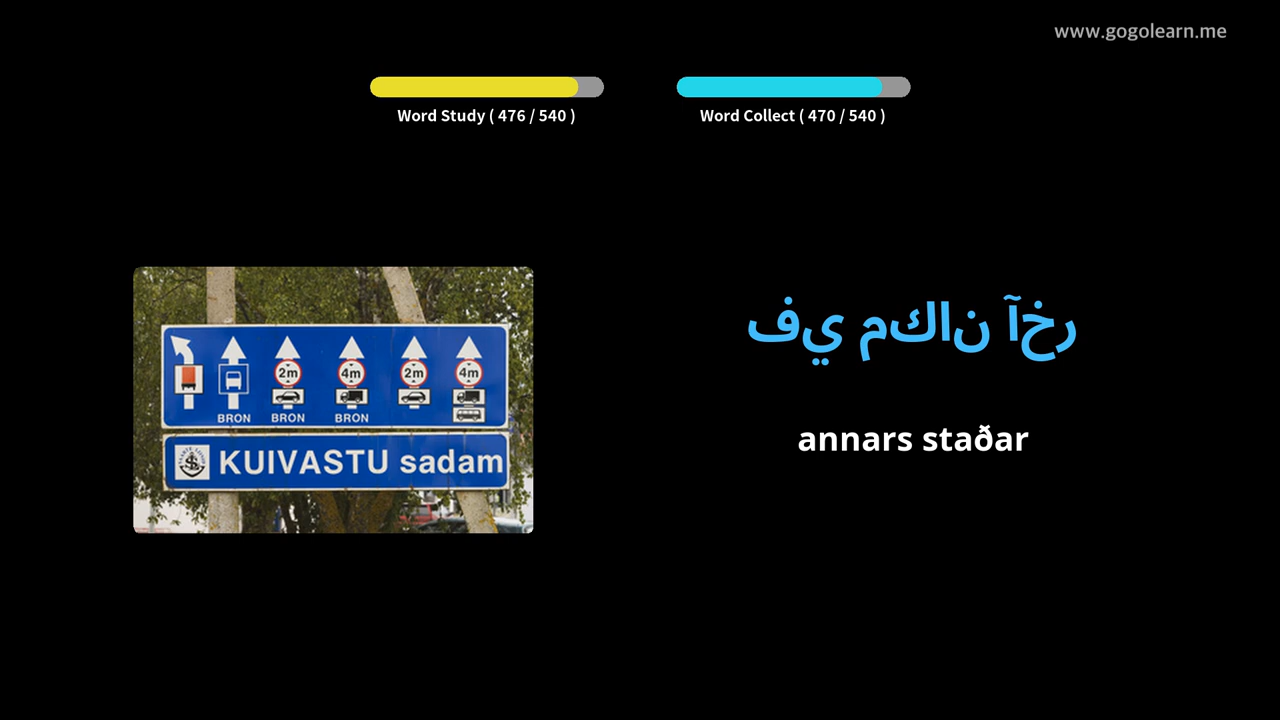 www.gogolearn.me
Word Study ( 476 / 540 )
Word Collect ( 470 / 540 )
في مكان آخر
annars staðar
2m 4m 2m 4m
BRON BRON BRON
KUIVASTU sadam